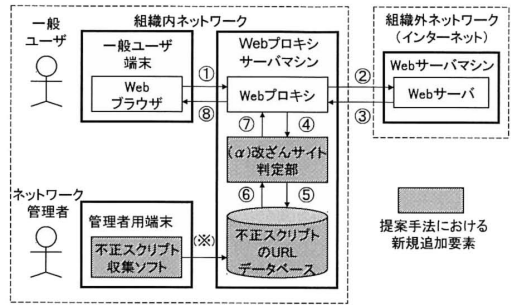 組織内ネットワーク
一般
ユーザ
一般ユーザ
端末
Web
ブラウザ
①
⑧
Webプロキシ
サーバマシン
Webプロキシ
⑦
④
(α)改ざんサイト
判定部
⑥
⑤
不正スクリプト
のURL
データベース
②
③
組織外ネットワーク
(インターネット)
Webサーバマシン
Webサーバ
ネットワーク
管理者
管理者用端末
不正スクリプト
収集ソフト
(※)
提案手法における
新規追加要素